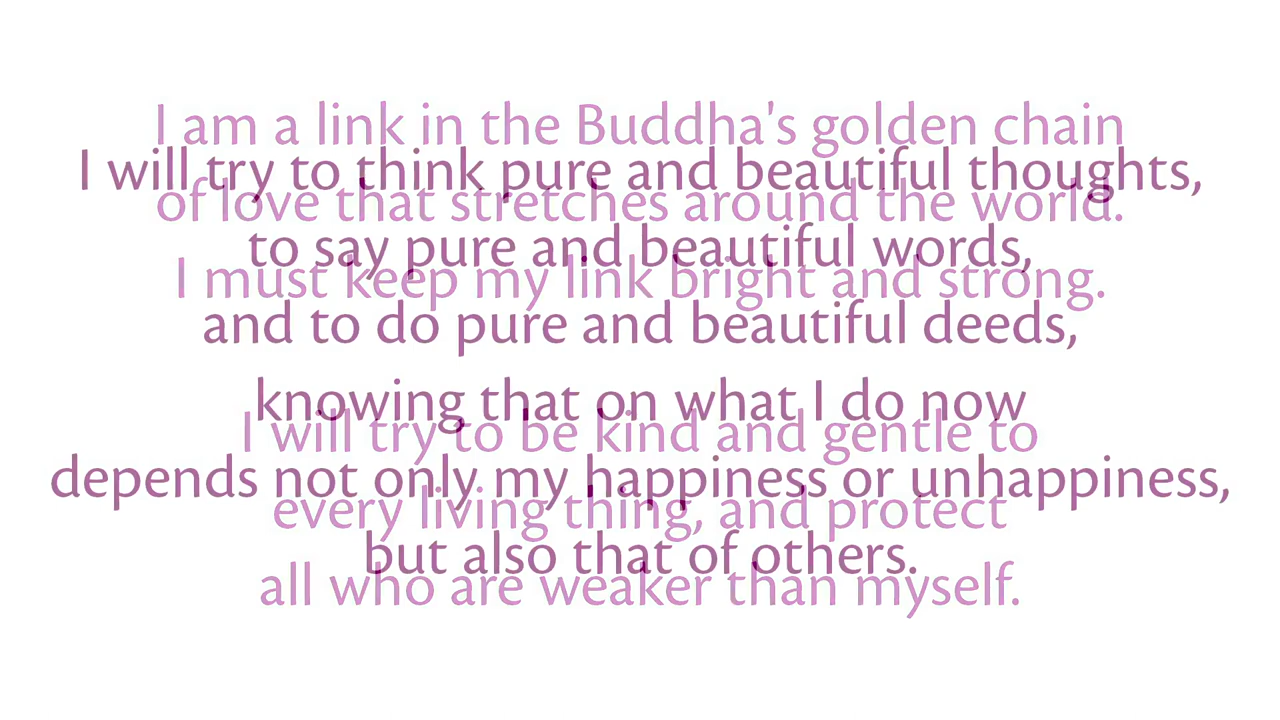 I am a link in the Buddha's golden chain
of love that stretches around the world.
I must keep my link bright and strong.
I will try to be kind and gentle to
every living thing, and protect
all who are weaker than myself.
I will try to think pure and beautiful thoughts,
to say pure and beautiful words,
and to do pure and beautiful deeds,
knowing that on what I do now
depends not only my happiness or unhappiness,
but also that of others.